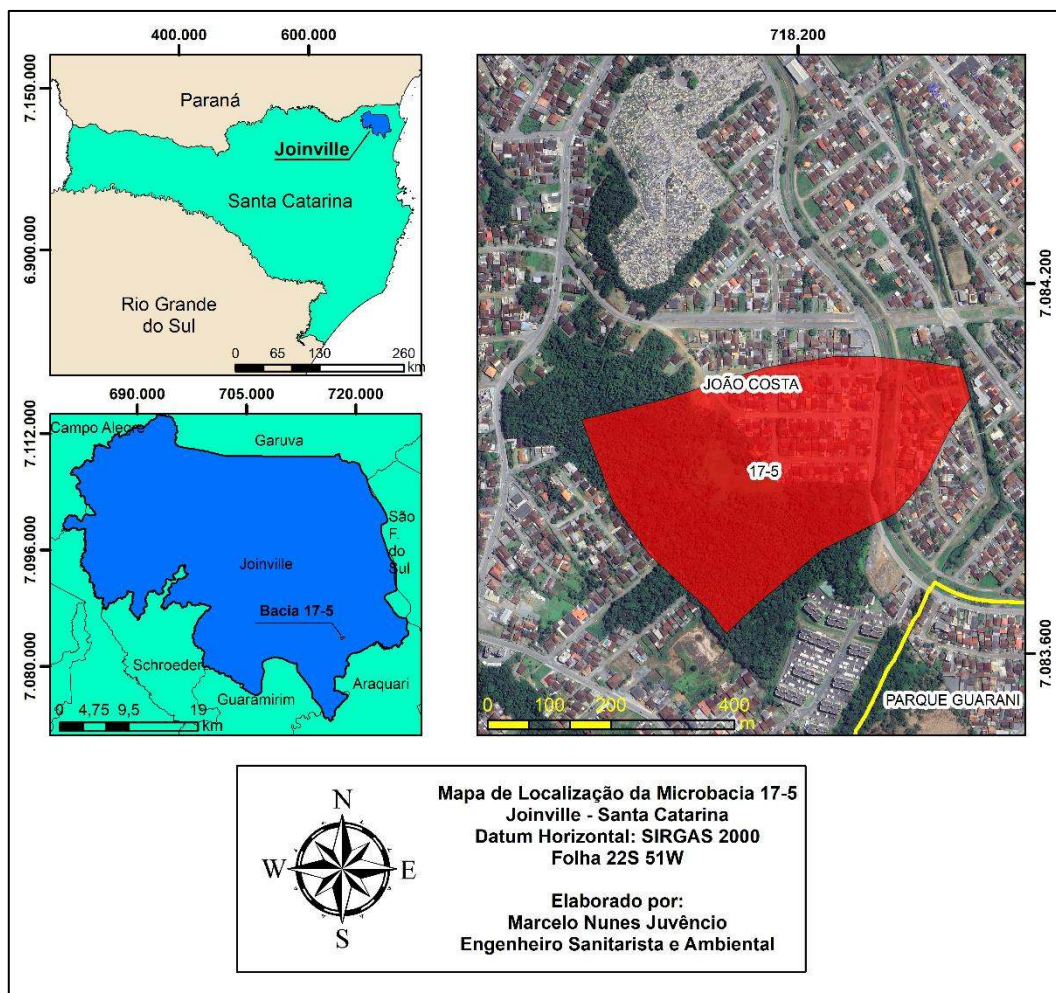 400.000 600.000
7.150.000
6.900.000
Paraná
Joinville
Santa Catarina
Rio Grande
do Sul
0 65 130 260
km
690.000 705.000 720.000
7.112.000
7.096.000
7.080.000
Campo Alegre
Garuva
São
F.
do
Sul
Joinville
Bacia 17-5
Schroeder
Guaramirim
Araquari
0 4,75 9,5 19
km
718.200
7.084.200
7.083.600
JOÃO COSTA
17-5
PARQUE GUARANI
0 100 200 400
m
N
W E
S
Mapa de Localização da Microbacia 17-5
Joinville - Santa Catarina
Datum Horizontal: SIRGAS 2000
Folha 22S 51W
Elaborado por:
Marcelo Nunes Juvêncio
Engenheiro Sanitarista e Ambiental